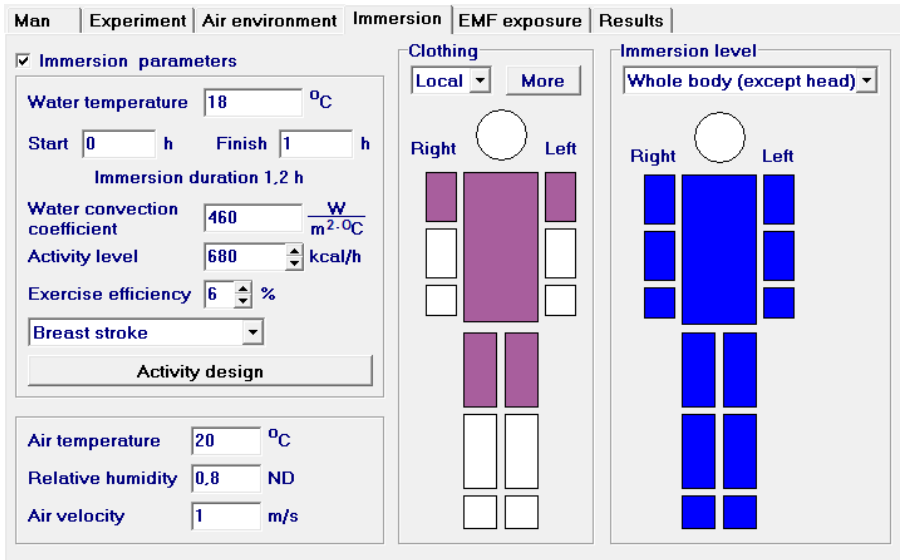 Man Experiment Air environment Immersion EMF exposure Results
Immersion parameters
Water temperature 18 ⁰C
Start 0 h Finish 1 h
Immersion duration 1,2 h
Water convection coefficient 460 W
m²·⁰C
Activity level 680 kcal/h
Exercise efficiency 6 %
Breast stroke
Activity design
Air temperature 20 ⁰C
Relative humidity 0,8 ND
Air velocity 1 m/s
Clothing
Local More
Right Left
Immersion level
Whole body (except head)
Right Left